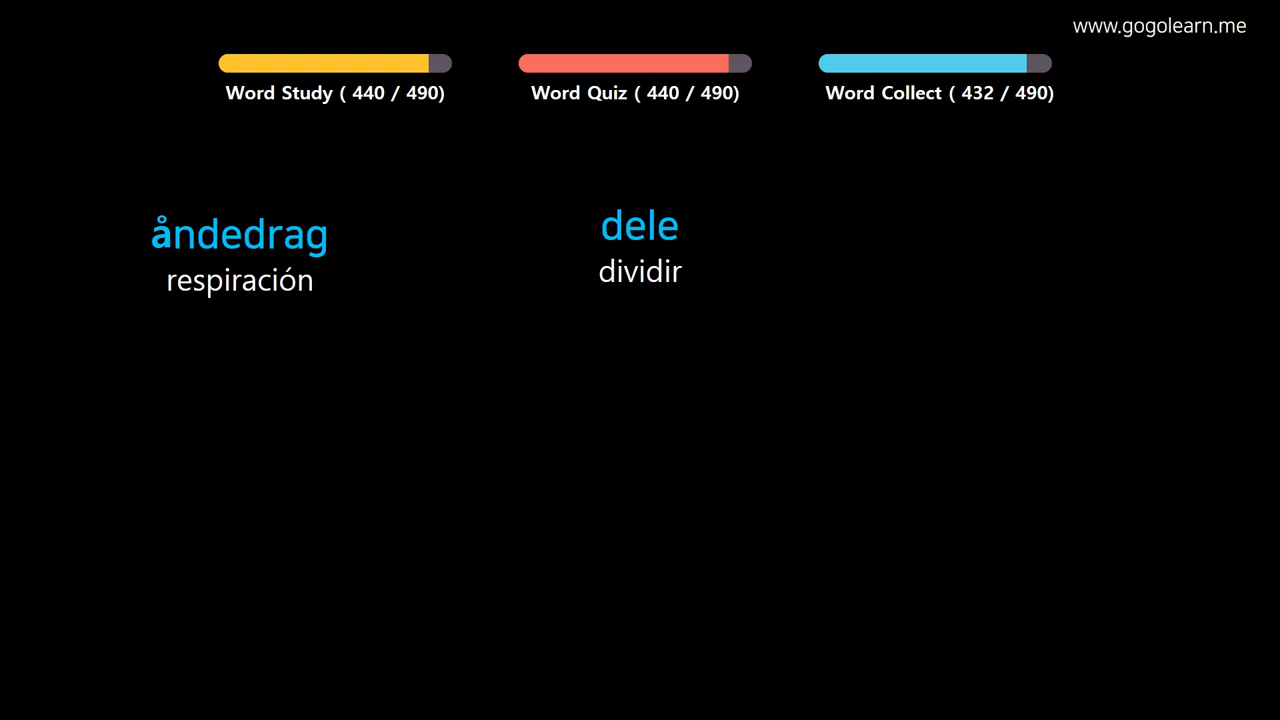 www.gogolearn.me
Word Study ( 440 / 490)
Word Quiz ( 440 / 490)
Word Collect ( 432 / 490)
åndedrag
respiración
dele
dividir